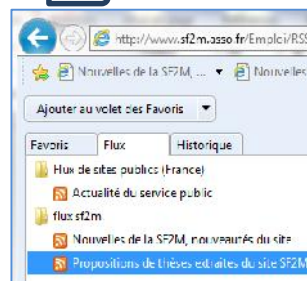 http://www.sf2m.asso.fr/Emploi/RSS
Nouvelles de la SF2M, ... Nouvelles
Ajouter au volet des Favoris
Favoris Flux Historique
Flux de sites publics (France)
Actualité du service public
flux sf2m
Nouvelles de la SF2M, nouveautés du site
Propositions de thèses extraites du site SF2M